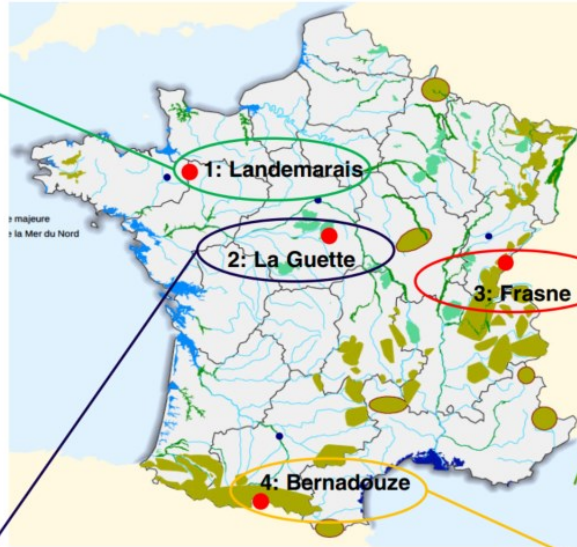 1: Landemarais
e majeure
e la Mer du Nord
2: La Guette
3: Frasne
4: Bernadouze